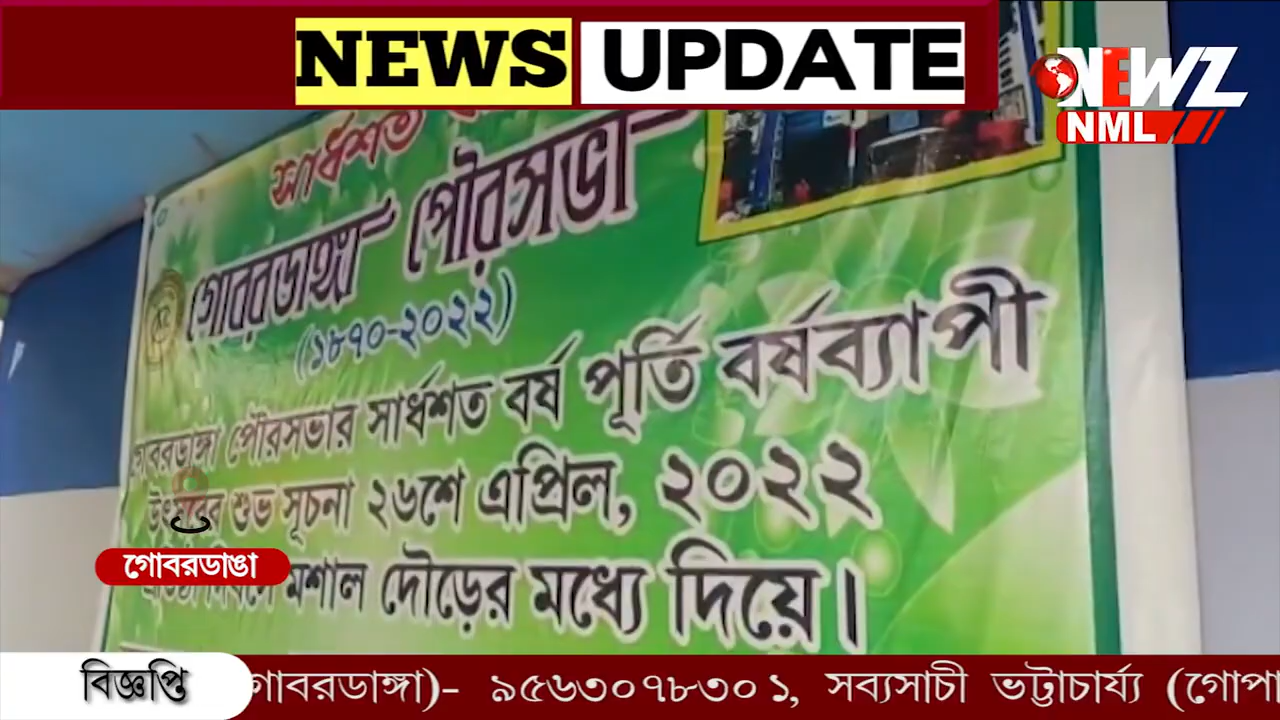 NEWS UPDATE
NEWZ
NML
সার্ধশত
গোবরডাঙ্গা পৌরসভা
(১৮৭০-২০২২)
গোবরডাঙ্গা পৌরসভার সার্ধশত বর্ষ পূর্তি বর্ষব্যাপী
উৎসবের শুভ সূচনা ২৬শে এপ্রিল, ২০২২
মশাল দৌড়ের মধ্যে দিয়ে।
গোবরডাঙা
বিজ্ঞপ্তি
গোবরডাঙ্গা)- ৯৫৬৩০৭৮৩০১, সব্যসাচী ভট্টাচার্য্য (গোপা